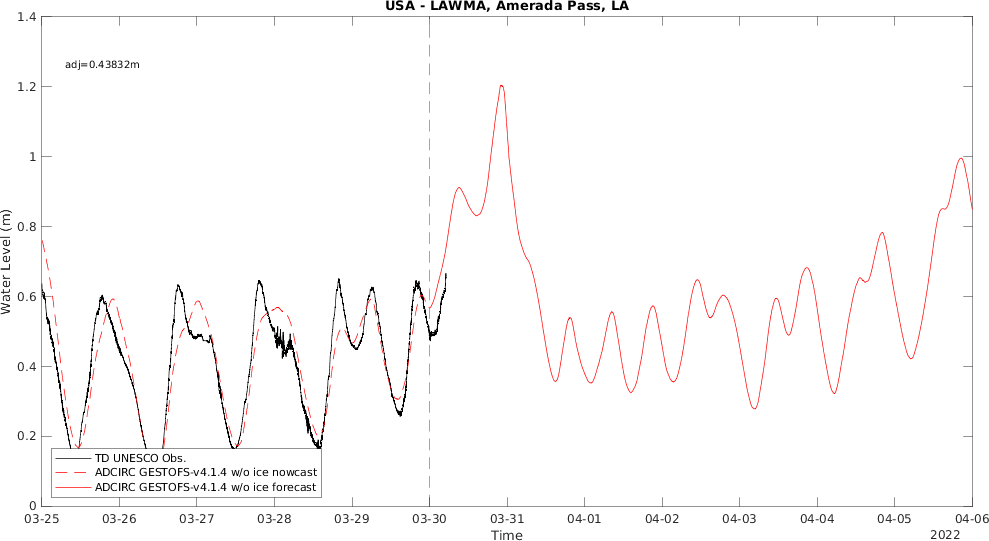 USA - LAWMA, Amerada Pass, LA
1.4
adj=0.43832m
1.2
1
0.8
Water Level (m)
0.6
0.4
0.2
TD UNESCO Obs.
ADCIRC GESTOFS-v4.1.4 w/o ice nowcast
ADCIRC GESTOFS-v4.1.4 w/o ice forecast
0
03-25 03-26 03-27 03-28 03-29 03-30 03-31 04-01 04-02 04-03 04-04 04-05 04-06
Time
2022